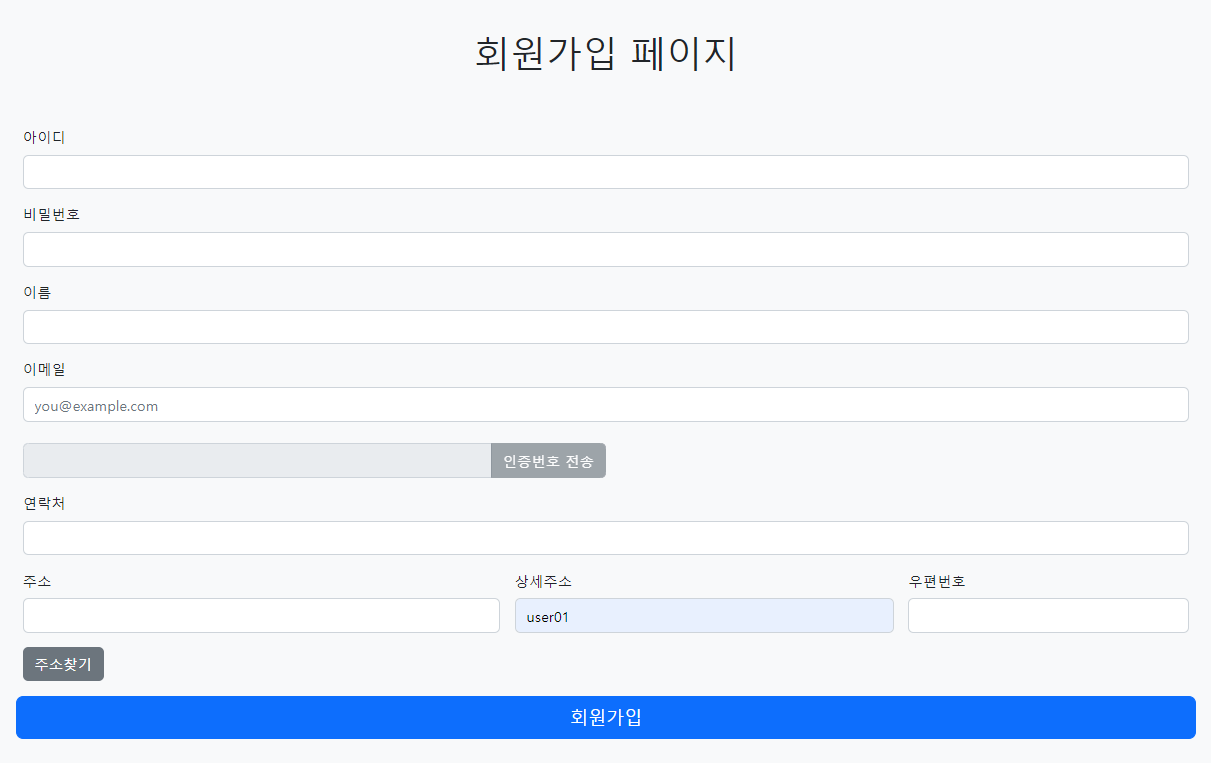 회원가입 페이지
아이디
비밀번호
이름
이메일
you@example.com
인증번호 전송
연락처
주소 상세주소 우편번호
user01
주소찾기
회원가입